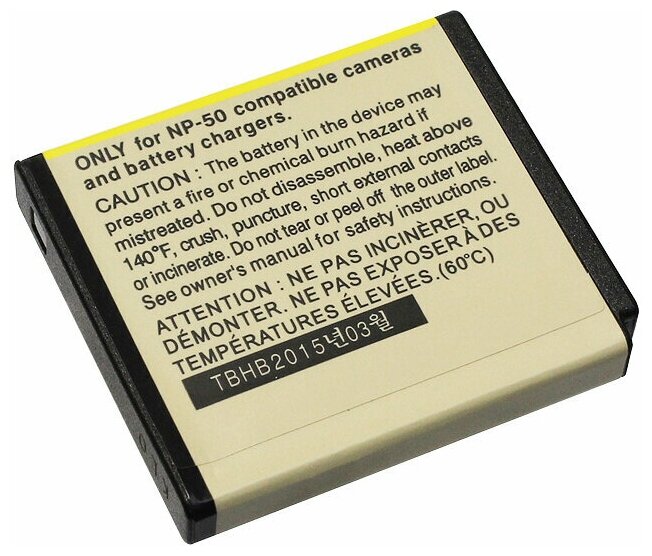 ONLY for NP-50 compatible cameras
and battery chargers.
CAUTION : The battery in the device may
present a fire or chemical burn hazard if
mistreated. Do not disassemble, heat above
140°F, crush, puncture, short external contacts
or incinerate. Do not tear or peel off the outer label.
See owner's manual for safety instructions.
ATTENTION : NE PAS INCINERER, OU
DÉMONTER. NE PAS EXPOSER À DES
TEMPÉRATURES ÉLEVÉES.(60°C)
TBHB2015년03월